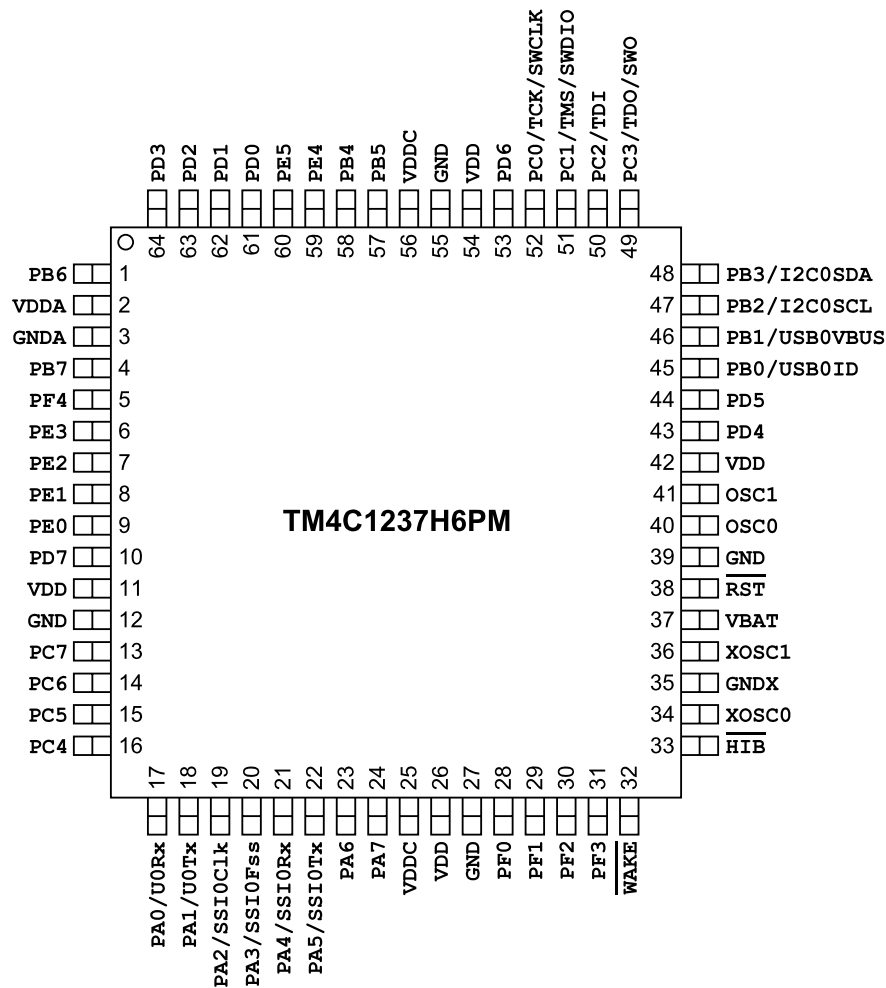 PD3
PD2
PD1
PD0
PE5
PE4
PB4
PB5
VDDC
GND
VDD
PD6
PC0/TCK/SWCLK
PC1/TMS/SWDIO
PC2/TDI
PC3/TDO/SWO
64
63
62
61
60
59
58
57
56
55
54
53
52
51
50
49
PB6 1
VDDA 2
GNDA 3
PB7 4
PF4 5
PE3 6
PE2 7
PE1 8
PE0 9
PD7 10
VDD 11
GND 12
PC7 13
PC6 14
PC5 15
PC4 16
TM4C1237H6PM
48 PB3/I2C0SDA
47 PB2/I2C0SCL
46 PB1/USB0VBUS
45 PB0/USB0ID
44 PD5
43 PD4
42 VDD
41 OSC1
40 OSC0
39 GND
38 RST
37 VBAT
36 XOSC1
35 GNDX
34 XOSC0
33 HIB
17
18
19
20
21
22
23
24
25
26
27
28
29
30
31
32
PA0/U0Rx
PA1/U0Tx
PA2/SSI0Clk
PA3/SSI0Fss
PA4/SSI0Rx
PA5/SSI0Tx
PA6
PA7
VDDC
VDD
GND
PF0
PF1
PF2
PF3
WAKE